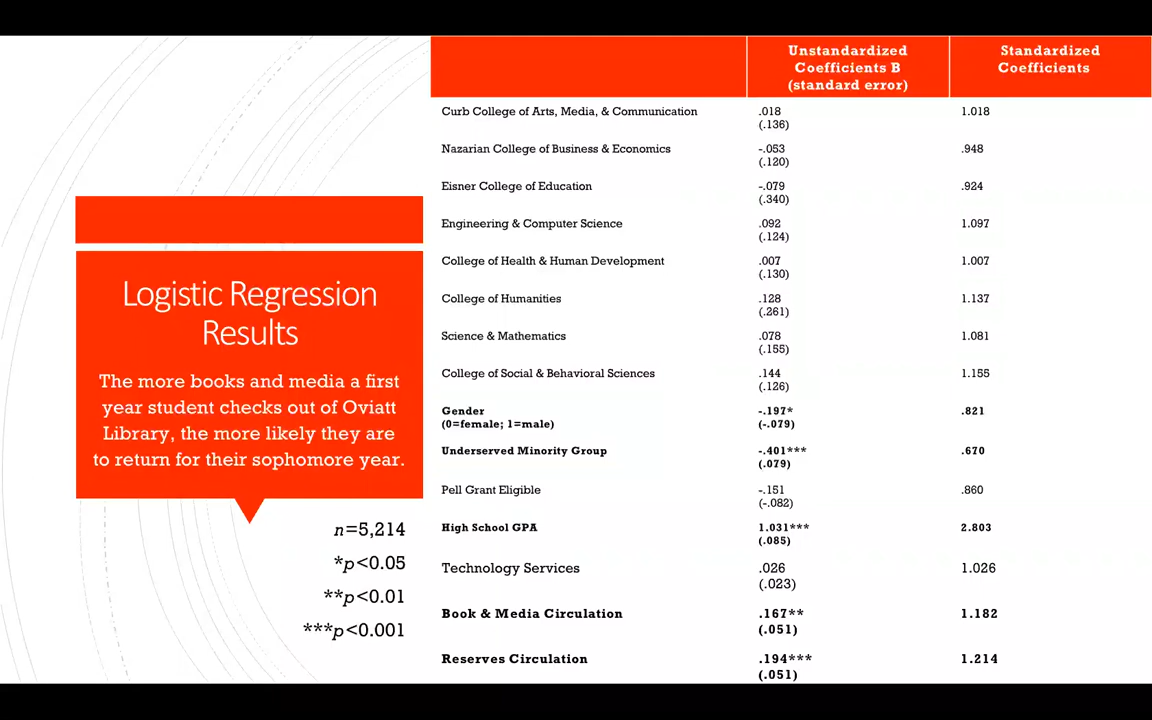 Logistic Regression
Results
The more books and media a first
year student checks out of Oviatt
Library, the more likely they are
to return for their sophomore year.
n=5,214
*p<0.05
**p<0.01
***p<0.001
Unstandardized Coefficients B (standard error) Standardized Coefficients
Curb College of Arts, Media, & Communication .018 1.018
(.136)
Nazarian College of Business & Economics -.053 .948
(.120)
Eisner College of Education -.079 .924
(.340)
Engineering & Computer Science .092 1.097
(.124)
College of Health & Human Development .007 1.007
(.130)
College of Humanities .128 1.137
(.261)
Science & Mathematics .078 1.081
(.155)
College of Social & Behavioral Sciences .144 1.155
(.126)
Gender -.197* .821
(0=female; 1=male) (-.079)
Underserved Minority Group -.401*** .670
(.079)
Pell Grant Eligible -.151 .860
(-.082)
High School GPA 1.031*** 2.803
(.085)
Technology Services .026 1.026
(.023)
Book & Media Circulation .167** 1.182
(.051)
Reserves Circulation .194*** 1.214
(.051)